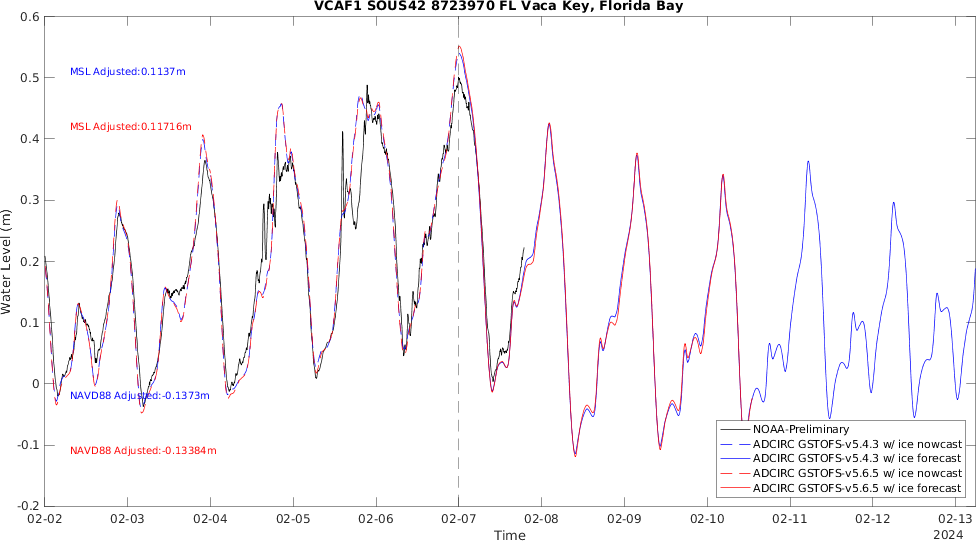 VCAF1 SOUS42 8723970 FL Vaca Key, Florida Bay
Water Level (m)
0.6
0.5
0.4
0.3
0.2
0.1
0
-0.1
-0.2
MSL Adjusted:0.1137m
MSL Adjusted:0.11716m
NAVD88 Adjusted:-0.1373m
NAVD88 Adjusted:-0.13384m
NOAA-Preliminary
ADCIRC GSTOFS-v5.4.3 w/ ice nowcast
ADCIRC GSTOFS-v5.4.3 w/ ice forecast
ADCIRC GSTOFS-v5.6.5 w/ ice nowcast
ADCIRC GSTOFS-v5.6.5 w/ ice forecast
02-02 02-03 02-04 02-05 02-06 02-07 02-08 02-09 02-10 02-11 02-12 02-13
Time
2024